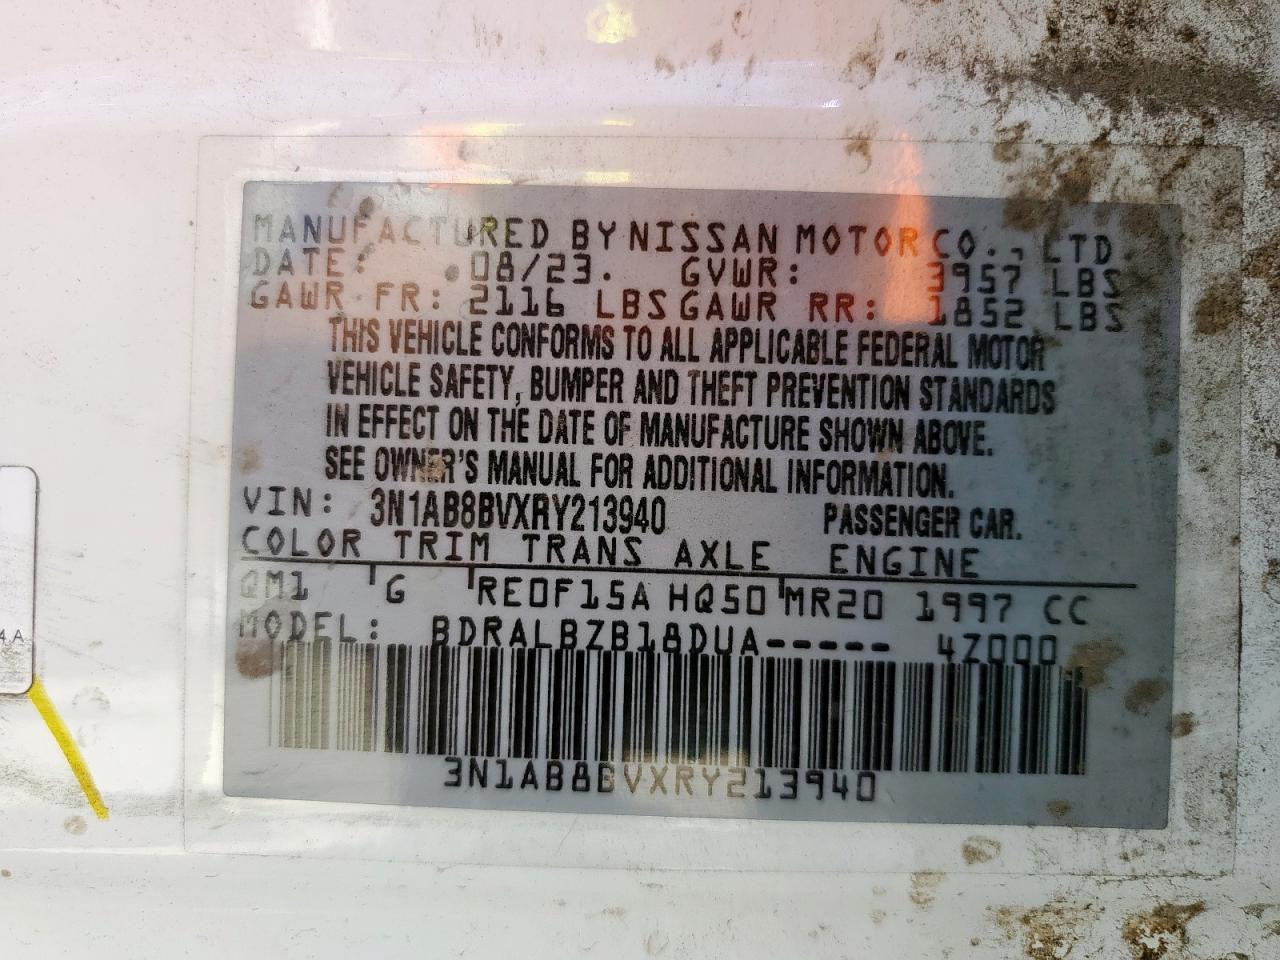 MANUFACTURED BY NISSAN MOTOR CO., LTD.
DATE: 08/23. GVWR: 3957 LBS
GAWR FR: 2116 LBS GAWR RR: 1852 LBS
THIS VEHICLE CONFORMS TO ALL APPLICABLE FEDERAL MOTOR
VEHICLE SAFETY, BUMPER AND THEFT PREVENTION STANDARDS
IN EFFECT ON THE DATE OF MANUFACTURE SHOWN ABOVE.
SEE OWNER'S MANUAL FOR ADDITIONAL INFORMATION.
VIN: 3N1AB8BVXRY213940 PASSENGER CAR.
COLOR TRIM TRANS AXLE ENGINE
QM1 G RE0F15A HQ50 MR20 1997 CC
MODEL: BDRALBZB18DUA----- 4Z000
3N1AB8BVXRY213940
4A